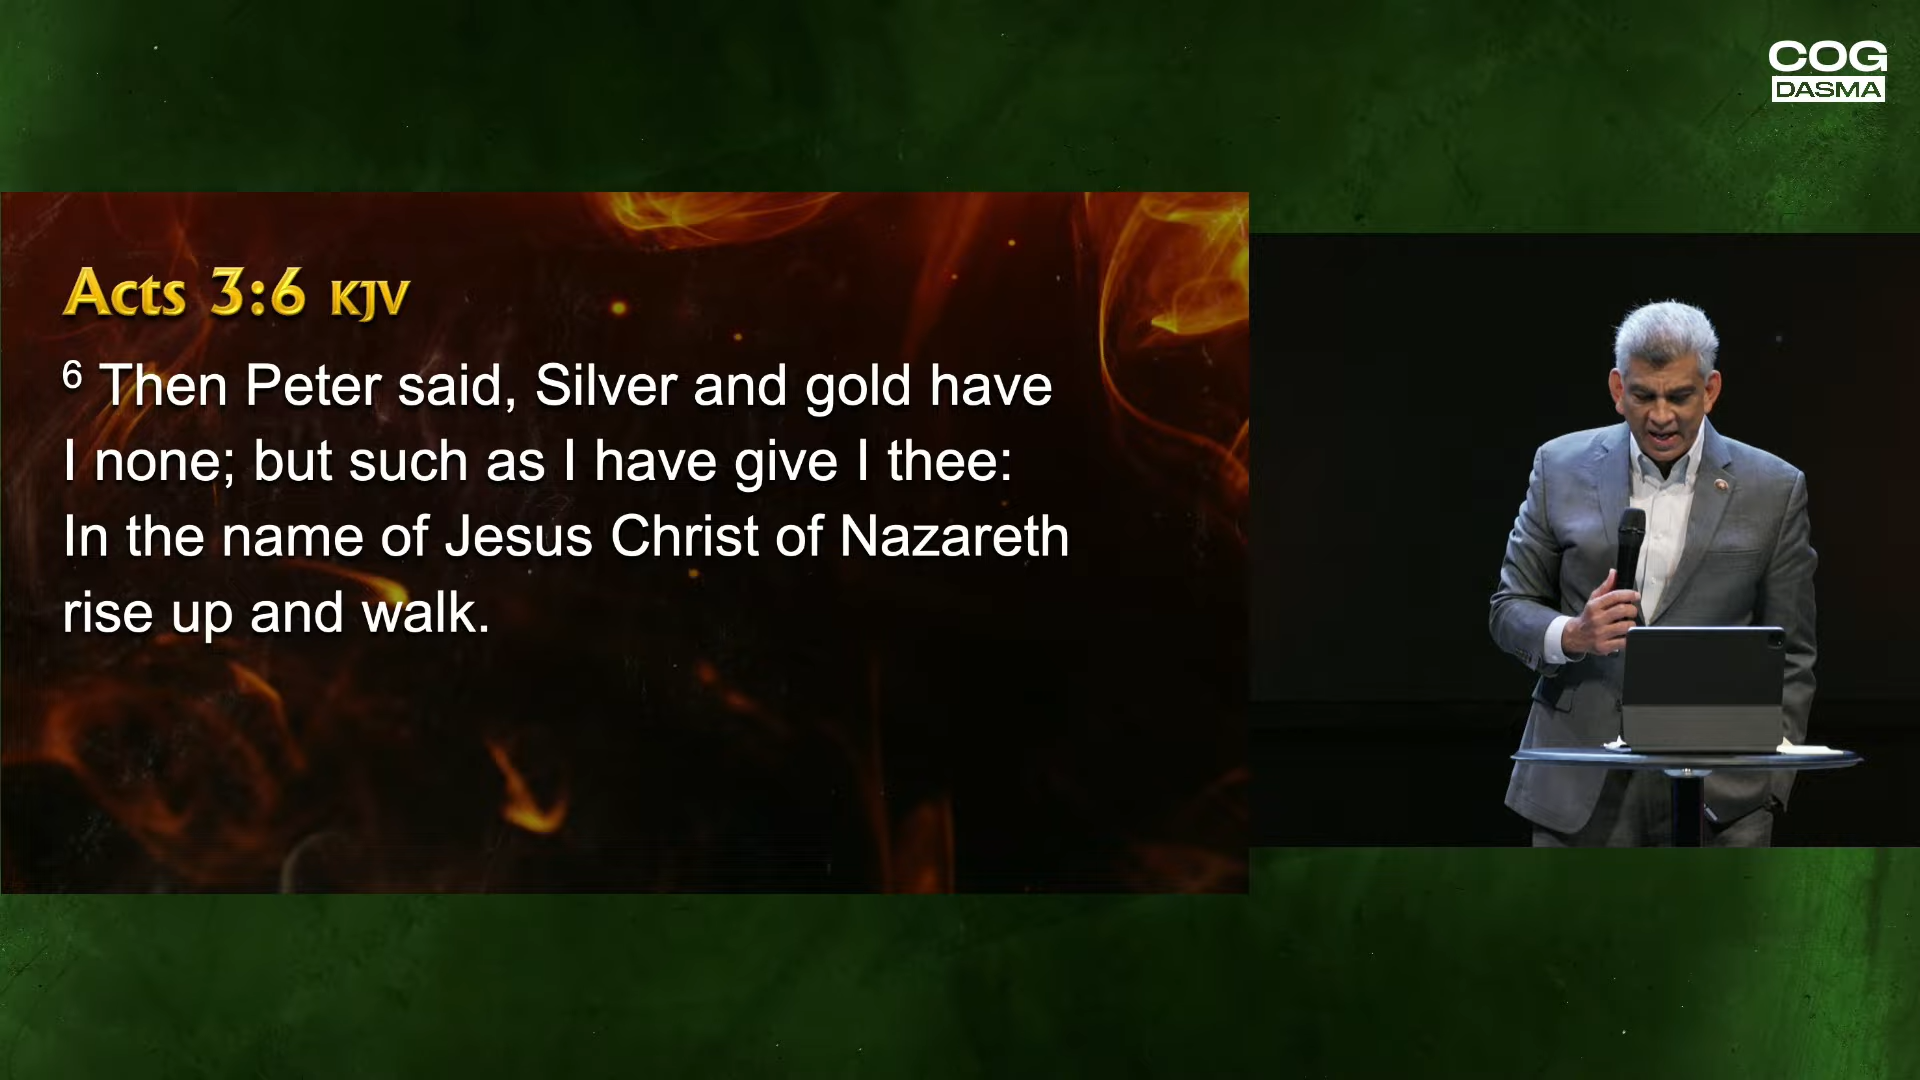 COG
DASMA
Acts 3:6 KJV
6 Then Peter said, Silver and gold have
I none; but such as I have give I thee:
In the name of Jesus Christ of Nazareth
rise up and walk.